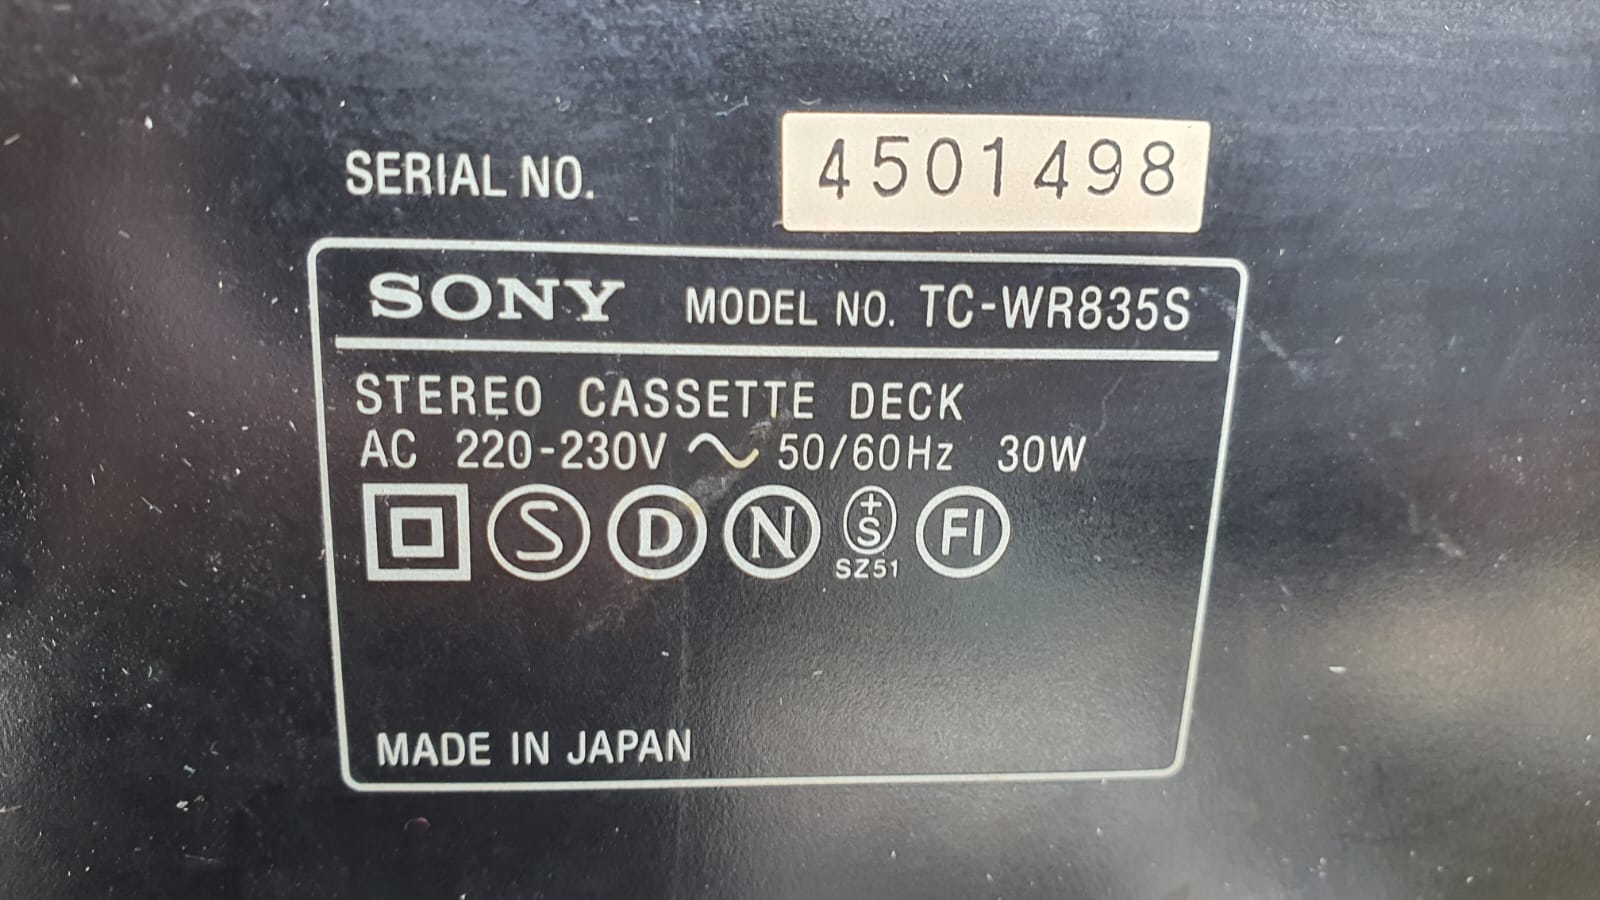 SERIAL NO. 4501498
SONY MODEL NO. TC-WR835S
STEREO CASSETTE DECK
AC 220-230V ~ 50/60Hz 30W
S D N +S FI
SZ51
MADE IN JAPAN